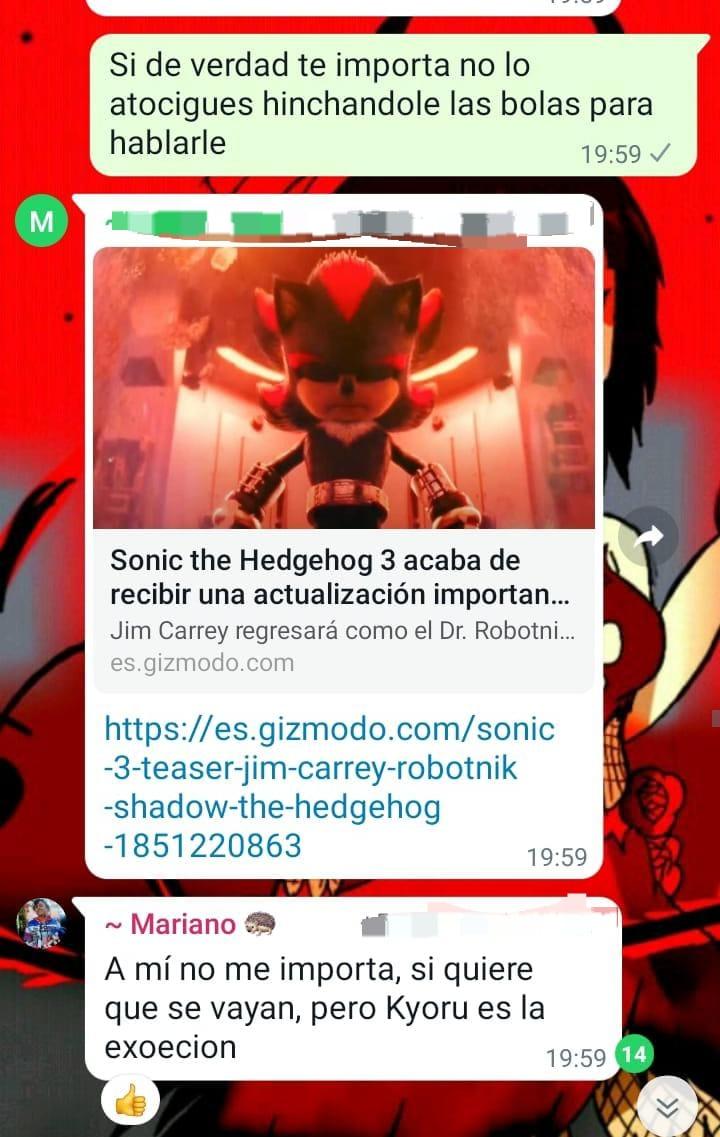 Si de verdad te importa no lo
atocigues hinchandole las bolas para
hablarle
19:59
M
Sonic the Hedgehog 3 acaba de
recibir una actualización importan...
Jim Carrey regresará como el Dr. Robotni...
es.gizmodo.com
https://es.gizmodo.com/sonic
-3-teaser-jim-carrey-robotnik
-shadow-the-hedgehog
-1851220863
19:59
~ Mariano 🦔
A mí no me importa, si quiere
que se vayan, pero Kyoru es la
exoecion
19:59
14